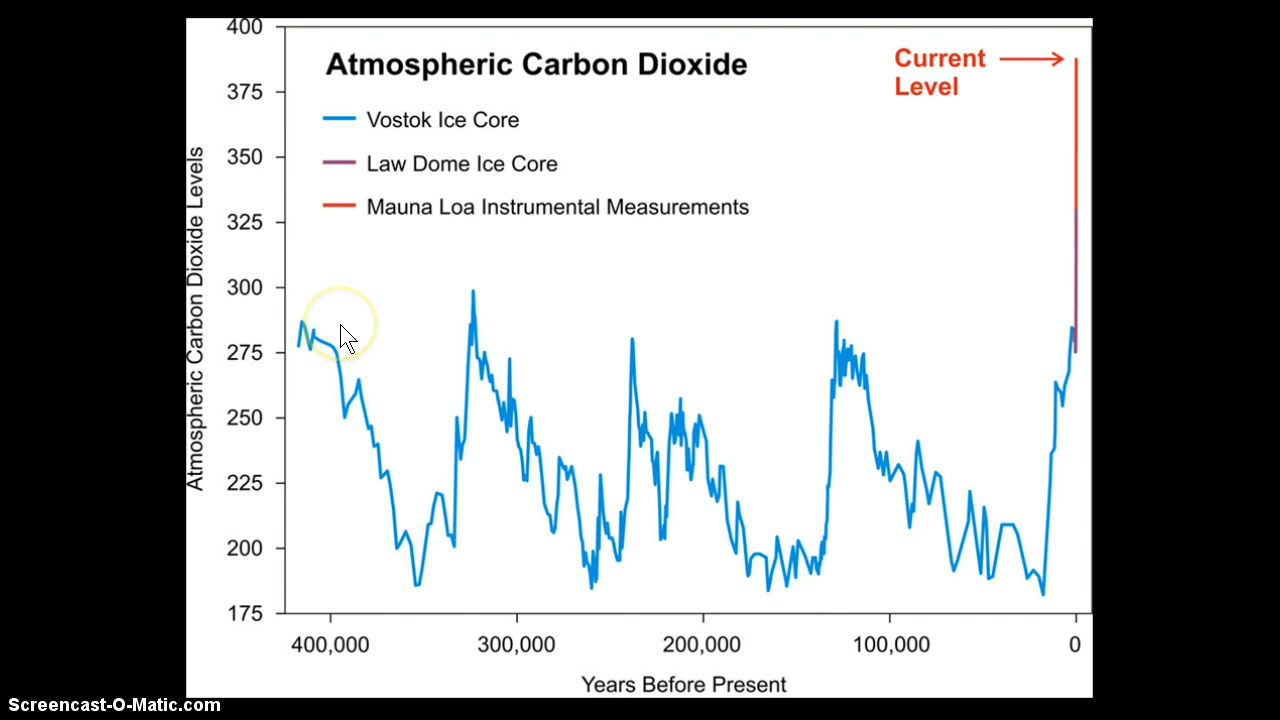 Atmospheric Carbon Dioxide
Current
Level
Vostok Ice Core
Law Dome Ice Core
Mauna Loa Instrumental Measurements
Atmospheric Carbon Dioxide Levels
400
375
350
325
300
275
250
225
200
175
400,000 300,000 200,000 100,000 0
Years Before Present
Screencast-O-Matic.com